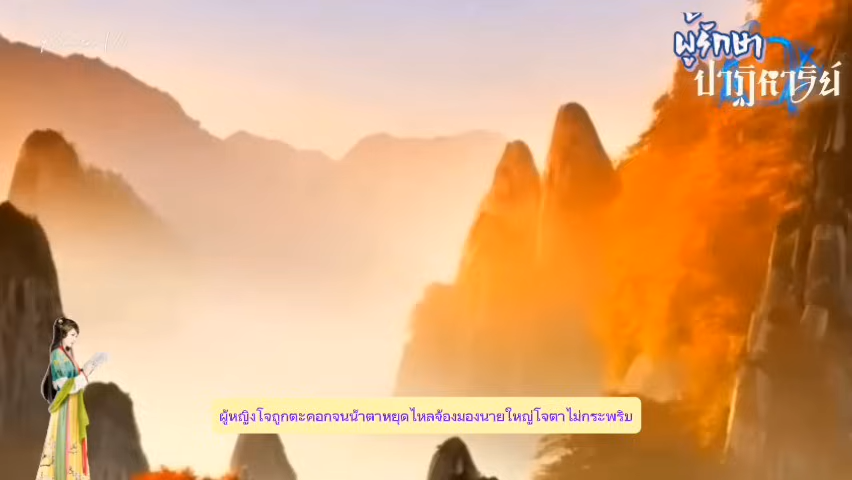 ผู้รักษา
ปาฏิหาริย์
ผู้หญิงโจถูกตะคอกจนน้ำตาหยุดไหลจ้องมองนายใหญ่โจตาไม่กระพริบ